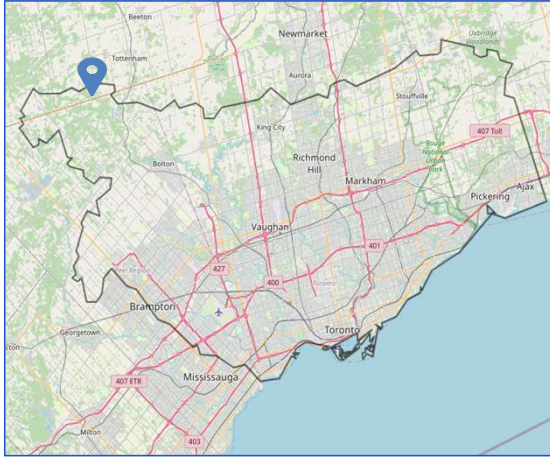 Beeton
Newmarket
Uxbridge
Woodlands
Tottenham
Aurora
Stouffville
King City
407 Toll
Rouge
National
Urban
Park
Richmond
Hill
Bolton
Markham
Pickering
Ajax
Vaughan
401
427
Peel Region
400
Toronto
Brampton
Georgetown
Toronto
Mississauga
407 ETR
Milton
403